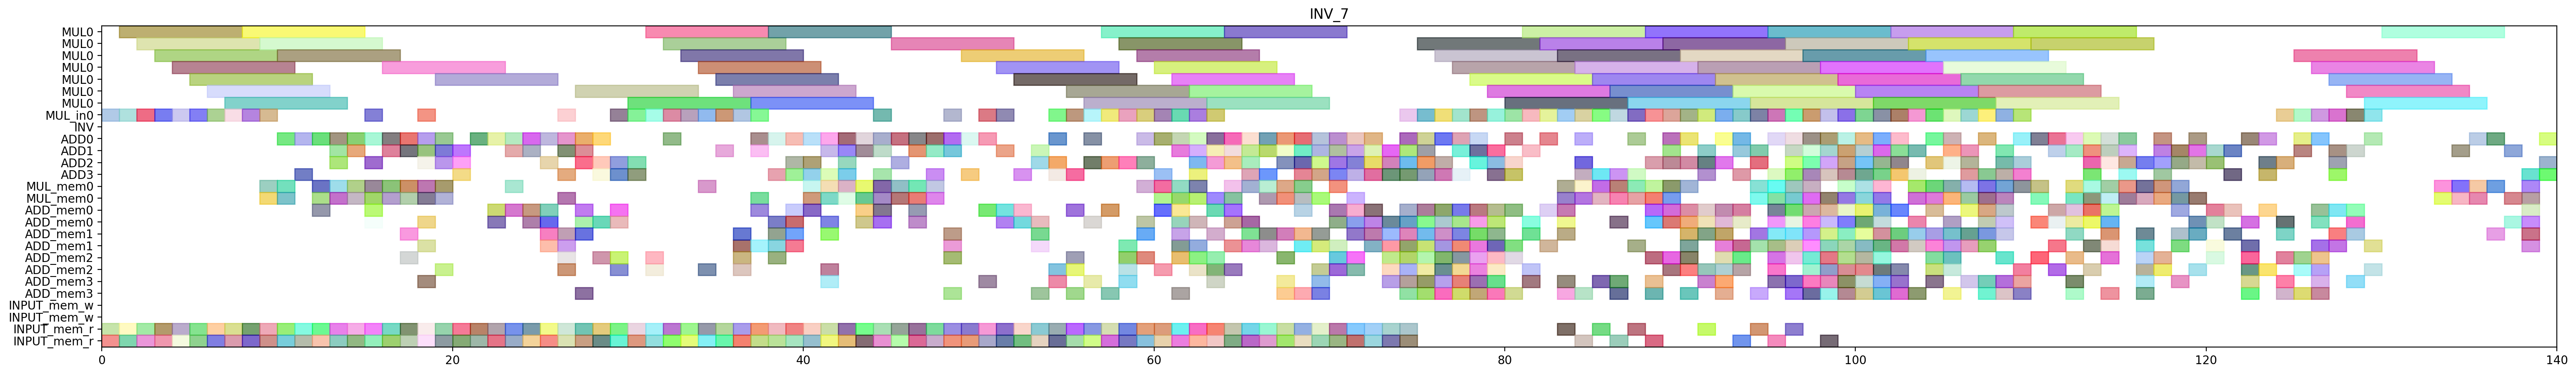 INV_7
MUL0
MUL0
MUL0
MUL0
MUL0
MUL0
MUL0
MUL_in0
INV
ADD0
ADD1
ADD2
ADD3
MUL_mem0
MUL_mem0
ADD_mem0
ADD_mem0
ADD_mem1
ADD_mem1
ADD_mem2
ADD_mem2
ADD_mem3
ADD_mem3
INPUT_mem_w
INPUT_mem_w
INPUT_mem_r
INPUT_mem_r
0 20 40 60 80 100 120 140